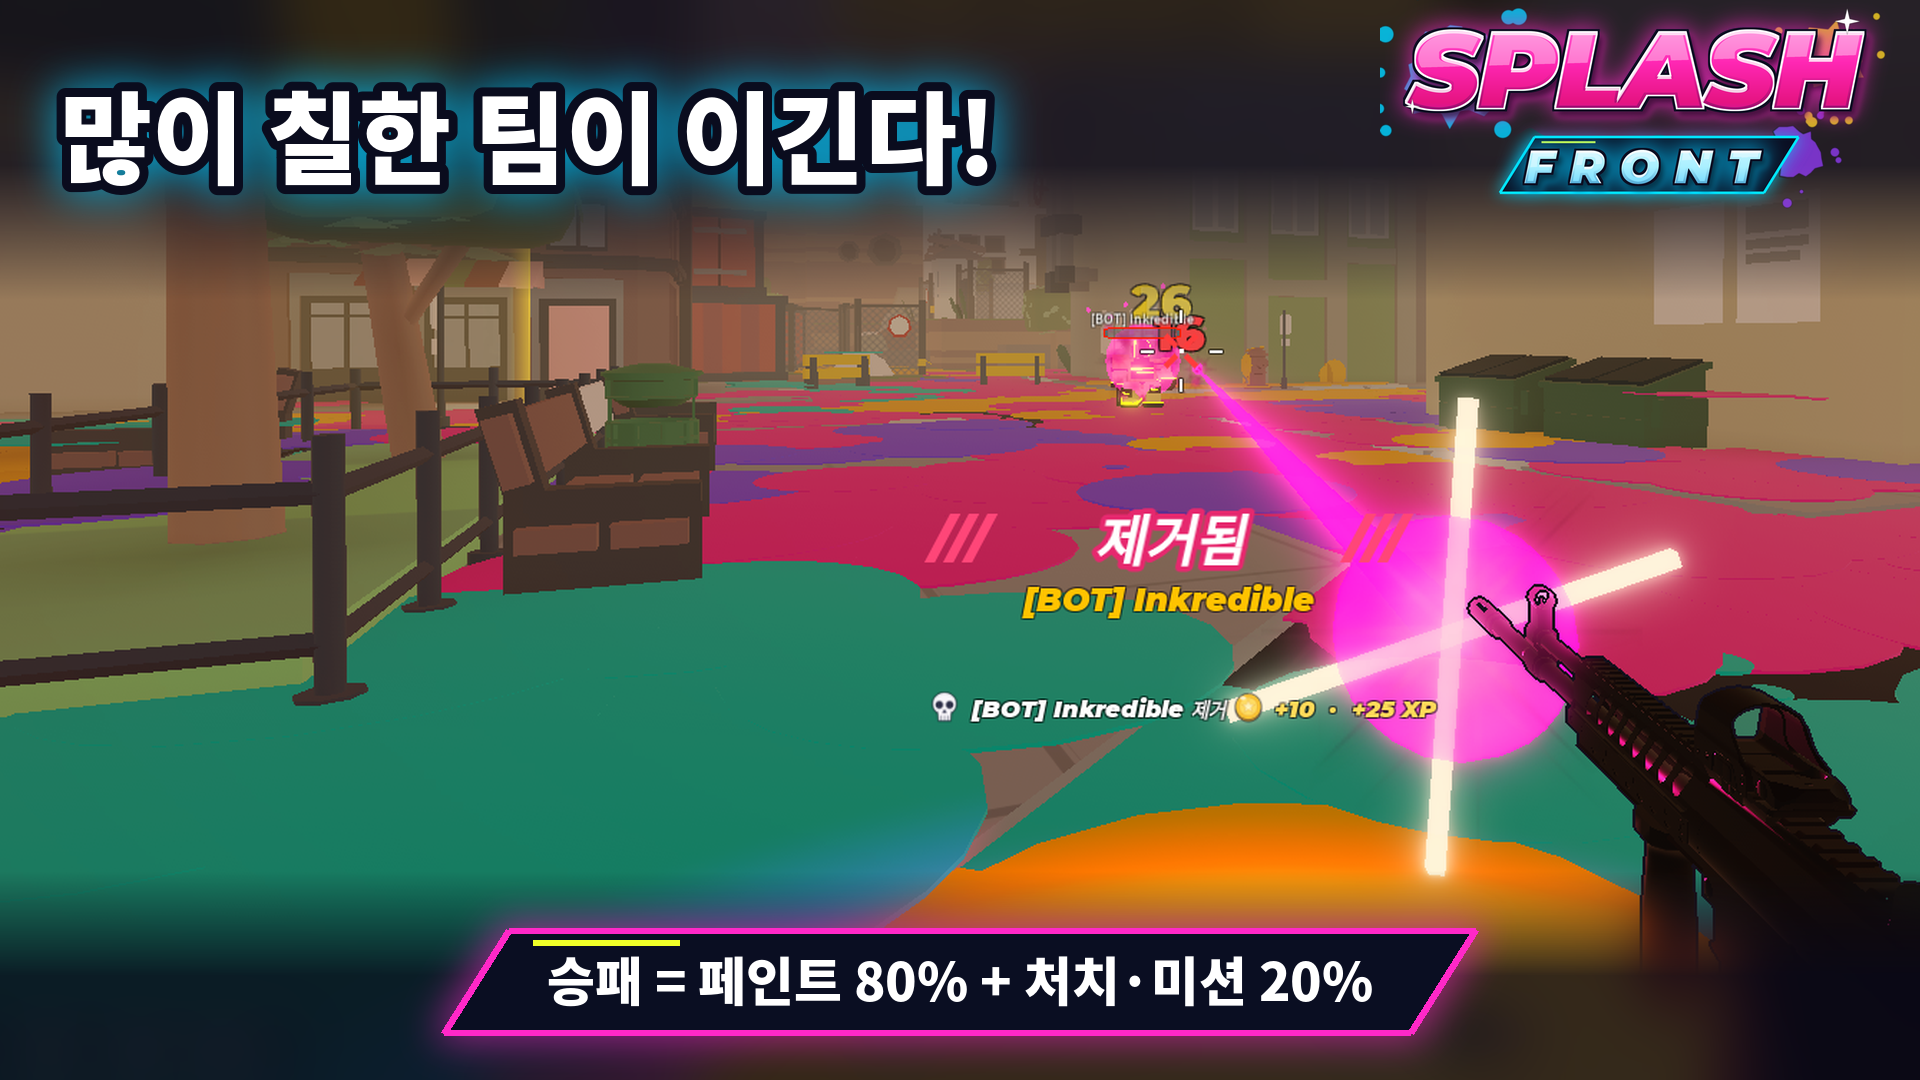 많이 칠한 팀이 이긴다!
SPLASH
FRONT
26
[BOT] Inkredible
16
제거됨
[BOT] Inkredible
[BOT] Inkredible 제거 +10 · +25 XP
승패 = 페인트 80% + 처치·미션 20%